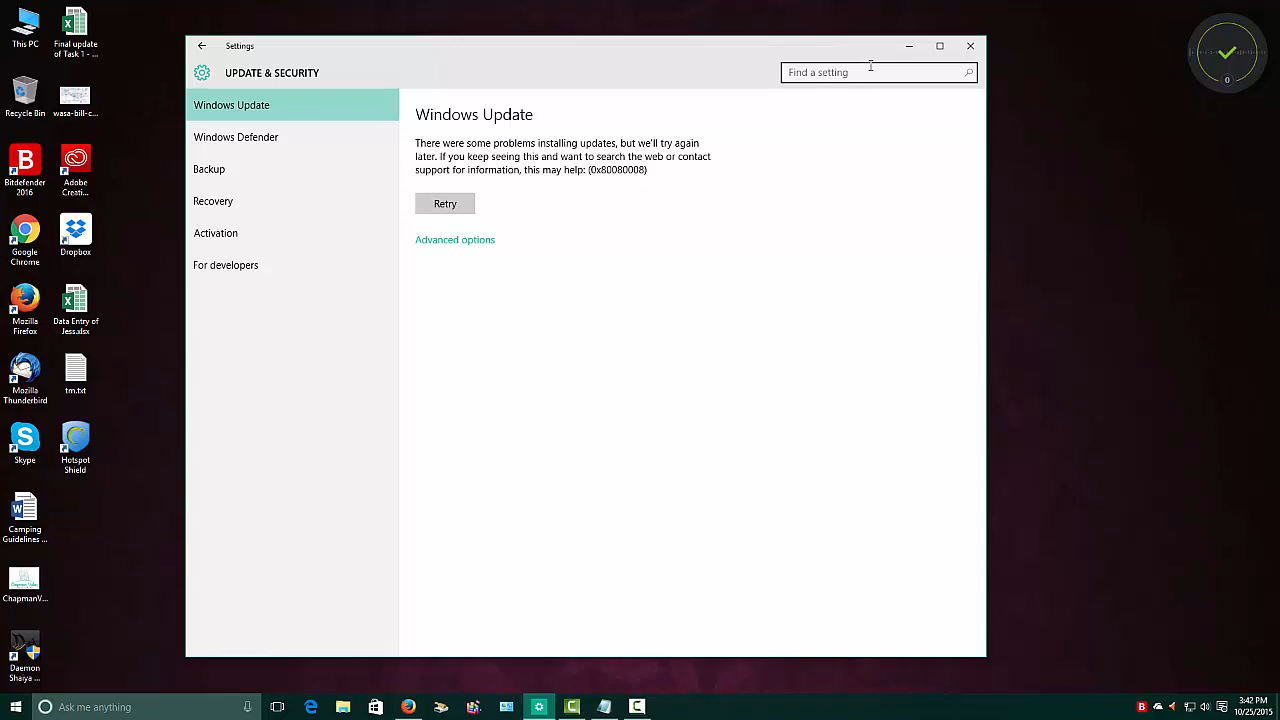 This PC
Final update
of Task 1 - ...
Recycle Bin
wasa-bill-c...
Bitdefender
2016
Adobe
Creati...
Google
Chrome
Dropbox
Mozilla
Firefox
Data Entry of
Jess.xlsx
Mozilla
Thunderbird
tm.txt
Skype
Hotspot
Shield
Camping
Guidelines ...
ChapmanV...
Daemon
Shaiya ...
Settings
UPDATE & SECURITY
Find a setting
Windows Update
Windows Defender
Backup
Recovery
Activation
For developers
Windows Update
There were some problems installing updates, but we'll try again
later. If you keep seeing this and want to search the web or contact
support for information, this may help: (0x80080008)
Retry
Advanced options
0
Ask me anything
3:42 PM
10/25/2015